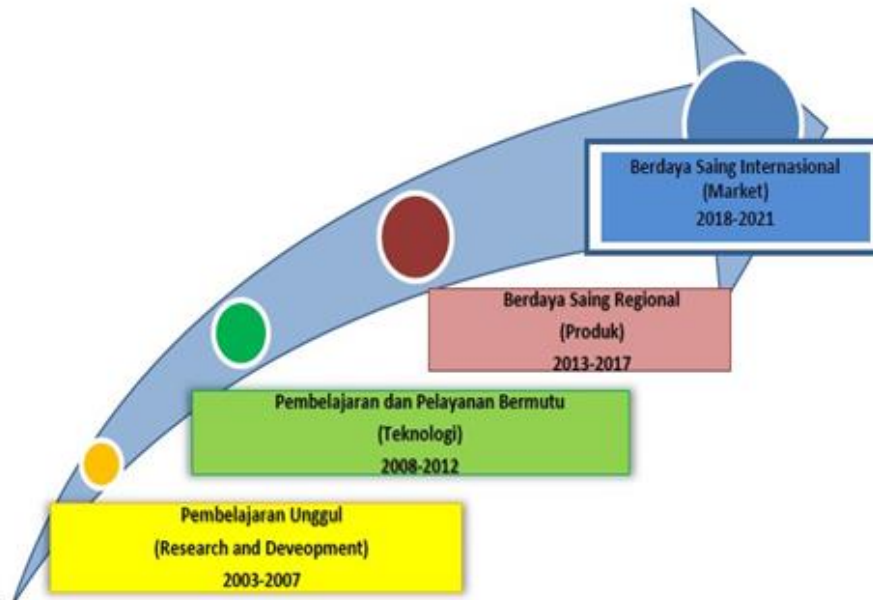 Berdaya Saing Internasional
(Market)
2018-2021
Berdaya Saing Regional
(Produk)
2013-2017
Pembelajaran dan Pelayanan Bermutu
(Teknologi)
2008-2012
Pembelajaran Unggul
(Research and Deveopment)
2003-2007